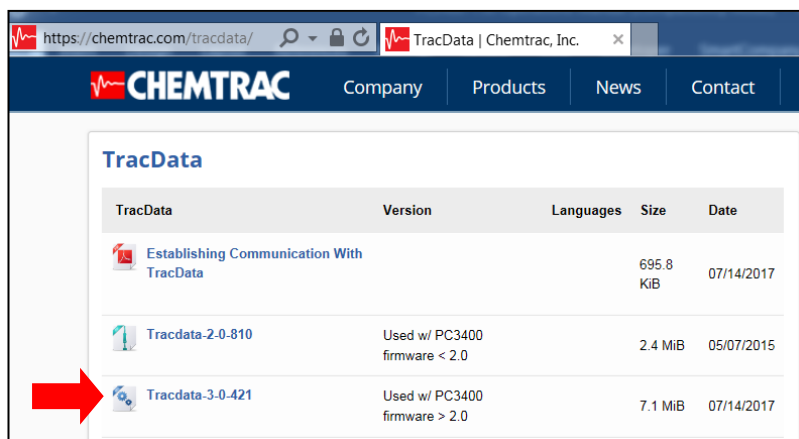 https://chemtrac.com/tracdata/
TracData | Chemtrac, Inc.
CHEMTRAC
Company Products News Contact
TracData
TracData Version Languages Size Date
Establishing Communication With
TracData
695.8
KiB
07/14/2017
Tracdata-2-0-810
Used w/ PC3400
firmware < 2.0
2.4 MiB
05/07/2015
Tracdata-3-0-421
Used w/ PC3400
firmware > 2.0
7.1 MiB
07/14/2017